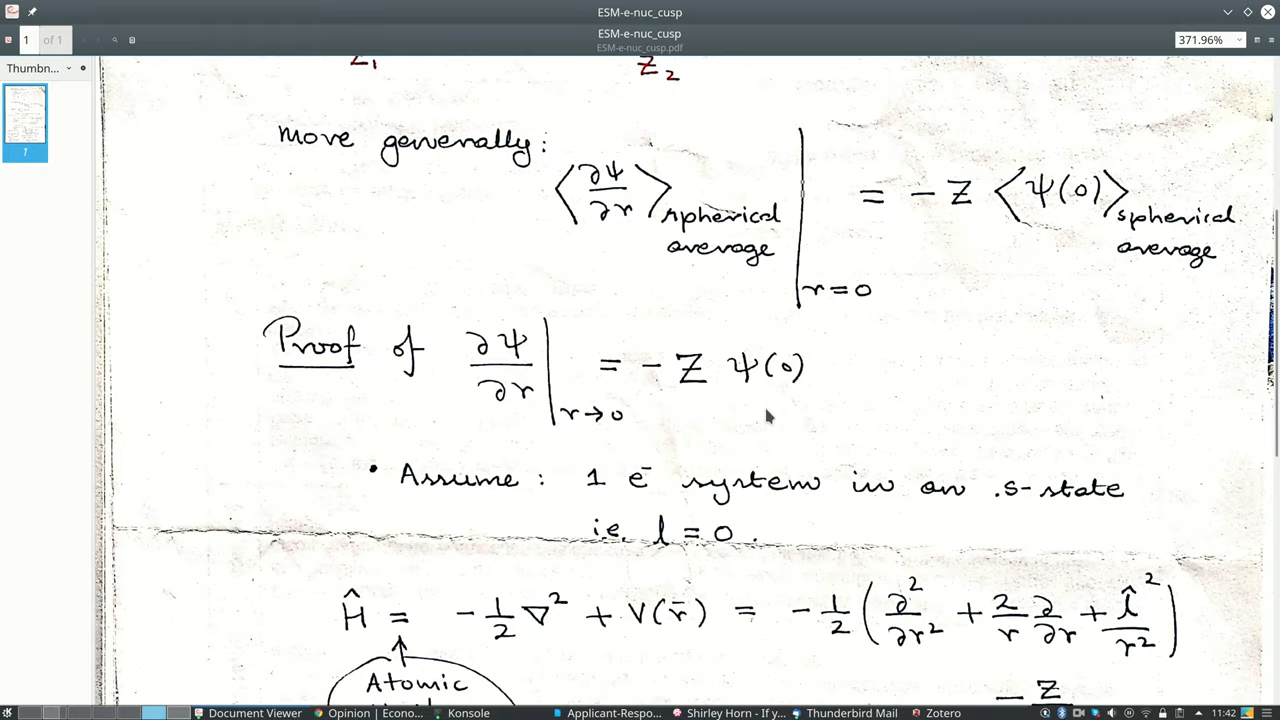 ESM-e-nuc_cusp
ESM-e-nuc_cusp
ESM-e-nuc_cusp.pdf
1 of 1
371.96%
Thumbn...
1
Z₁ Z₂
More generally:
⟨∂Ψ/∂r⟩ spherical average |r=0 = - Z ⟨Ψ(0)⟩ spherical average
Proof of ∂Ψ/∂r |r→0 = - Z Ψ(0)
• Assume : 1 ē system in an s-state
i.e. l = 0 .
Ĥ = - 1/2 ∇² + V(r̄) = - 1/2 (∂²/∂r² + 2/r ∂/∂r + l̂²/r²)
Atomic
- Z
Document Viewer Opinion | Econo... Konsole Applicant-Respo... Shirley Horn - If y... Thunderbird Mail Zotero 11:42